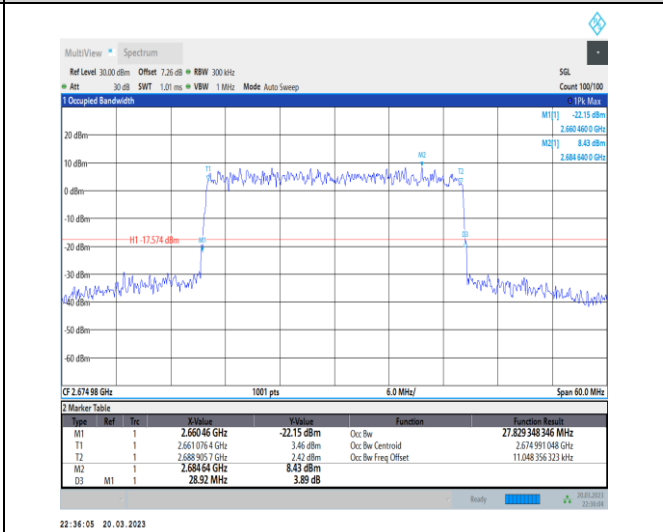 MultiView Spectrum
Ref Level 30.00 dBm Offset 7.26 dB RBW 300 kHz SGL
Att 30 dB SWT 1.01 ms VBW 1 MHz Mode Auto Sweep Count 100/100
1 Occupied Bandwidth 1Pk Max
M1[1] -22.15 dBm
2.660 460 0 GHz
M2[1] 8.43 dBm
2.684 640 0 GHz
20 dBm
10 dBm
M2
T1 T2
0 dBm
-10 dBm
H1 -17.574 dBm
M1 D3
-20 dBm
-30 dBm
-40 dBm
-50 dBm
-60 dBm
CF 2.674 98 GHz 1001 pts 6.0 MHz/ Span 60.0 MHz
2 Marker Table
Type Ref Trc X-Value Y-Value Function Function Result
M1 1 2.660 46 GHz -22.15 dBm Occ Bw 27.829 348 346 MHz
T1 1 2.661 076 4 GHz 3.46 dBm Occ Bw Centroid 2.674 991 048 GHz
T2 1 2.688 905 7 GHz 2.42 dBm Occ Bw Freq Offset 11.048 356 323 kHz
M2 1 2.684 64 GHz 8.43 dBm
D3 M1 1 28.92 MHz 3.89 dB
Ready 20.03.2023
22:36:04
22:36:05 20.03.2023